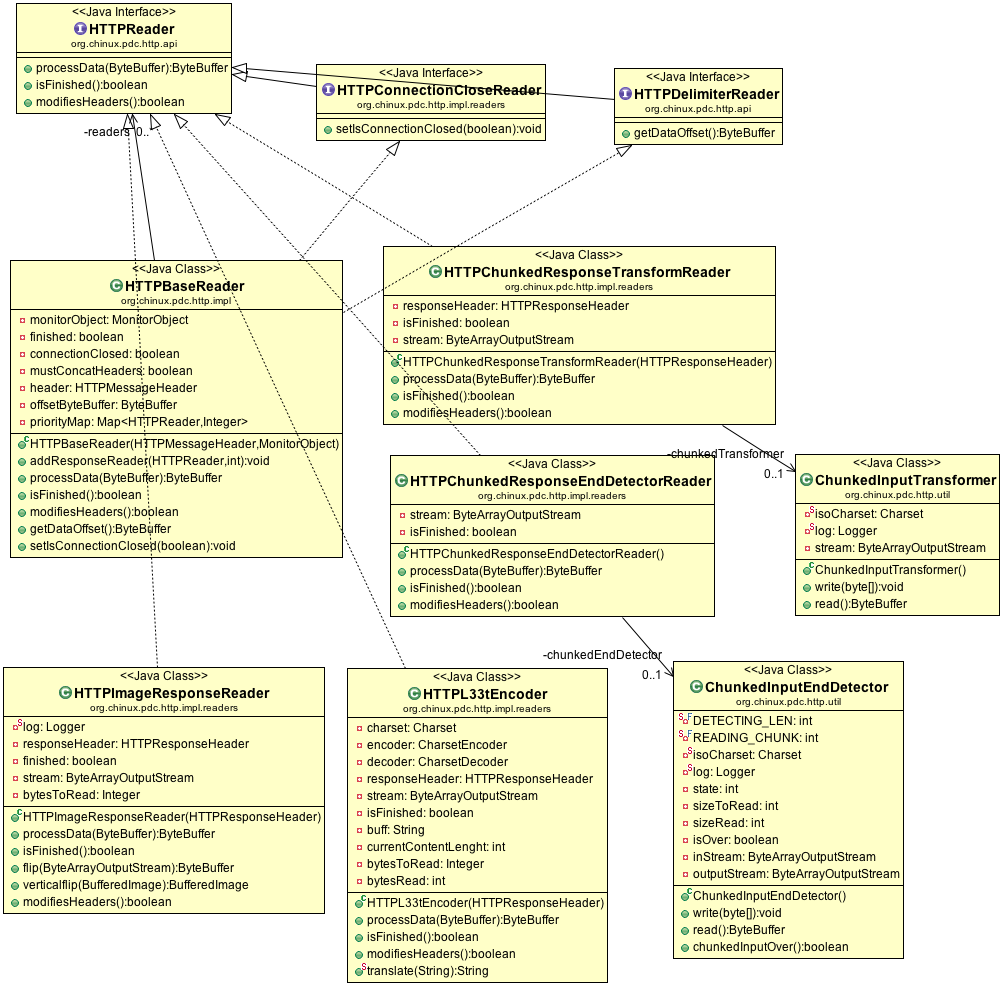 <<Java Interface>>
HTTPReader
org.chinux.pdc.http.api
processData(ByteBuffer):ByteBuffer
isFinished():boolean
modifiesHeaders():boolean
<<Java Interface>>
HTTPConnectionCloseReader
org.chinux.pdc.http.impl.readers
setIsConnectionClosed(boolean):void
<<Java Interface>>
HTTPDelimiterReader
org.chinux.pdc.http.api
getDataOffset():ByteBuffer
-readers
0..
<<Java Class>>
HTTPBaseReader
org.chinux.pdc.http.impl
monitorObject: MonitorObject
finished: boolean
connectionClosed: boolean
mustConcatHeaders: boolean
header: HTTPMessageHeader
offsetByteBuffer: ByteBuffer
priorityMap: Map<HTTPReader,Integer>
HTTPBaseReader(HTTPMessageHeader,MonitorObject)
addResponseReader(HTTPReader,int):void
processData(ByteBuffer):ByteBuffer
isFinished():boolean
modifiesHeaders():boolean
getDataOffset():ByteBuffer
setIsConnectionClosed(boolean):void
<<Java Class>>
HTTPChunkedResponseTransformReader
org.chinux.pdc.http.impl.readers
responseHeader: HTTPResponseHeader
isFinished: boolean
stream: ByteArrayOutputStream
HTTPChunkedResponseTransformReader(HTTPResponseHeader)
processData(ByteBuffer):ByteBuffer
isFinished():boolean
modifiesHeaders():boolean
-chunkedTransformer
0..1
<<Java Class>>
HTTPChunkedResponseEndDetectorReader
org.chinux.pdc.http.impl.readers
stream: ByteArrayOutputStream
isFinished: boolean
HTTPChunkedResponseEndDetectorReader()
processData(ByteBuffer):ByteBuffer
isFinished():boolean
modifiesHeaders():boolean
<<Java Class>>
ChunkedInputTransformer
org.chinux.pdc.http.util
isoCharset: Charset
log: Logger
stream: ByteArrayOutputStream
ChunkedInputTransformer()
write(byte[]):void
read():ByteBuffer
-chunkedEndDetector
0..1
<<Java Class>>
HTTPImageResponseReader
org.chinux.pdc.http.impl.readers
log: Logger
responseHeader: HTTPResponseHeader
finished: boolean
stream: ByteArrayOutputStream
bytesToRead: Integer
HTTPImageResponseReader(HTTPResponseHeader)
processData(ByteBuffer):ByteBuffer
isFinished():boolean
flip(ByteArrayOutputStream):ByteBuffer
verticalflip(BufferedImage):BufferedImage
modifiesHeaders():boolean
<<Java Class>>
HTTPL33tEncoder
org.chinux.pdc.http.impl.readers
charset: Charset
encoder: CharsetEncoder
decoder: CharsetDecoder
responseHeader: HTTPResponseHeader
stream: ByteArrayOutputStream
isFinished: boolean
buff: String
currentContentLenght: int
bytesToRead: Integer
bytesRead: int
HTTPL33tEncoder(HTTPResponseHeader)
processData(ByteBuffer):ByteBuffer
isFinished():boolean
modifiesHeaders():boolean
translate(String):String
<<Java Class>>
ChunkedInputEndDetector
org.chinux.pdc.http.util
DETECTING_LEN: int
READING_CHUNK: int
isoCharset: Charset
log: Logger
state: int
sizeToRead: int
sizeRead: int
isOver: boolean
inStream: ByteArrayOutputStream
outputStream: ByteArrayOutputStream
ChunkedInputEndDetector()
write(byte[]):void
read():ByteBuffer
chunkedInputOver():boolean